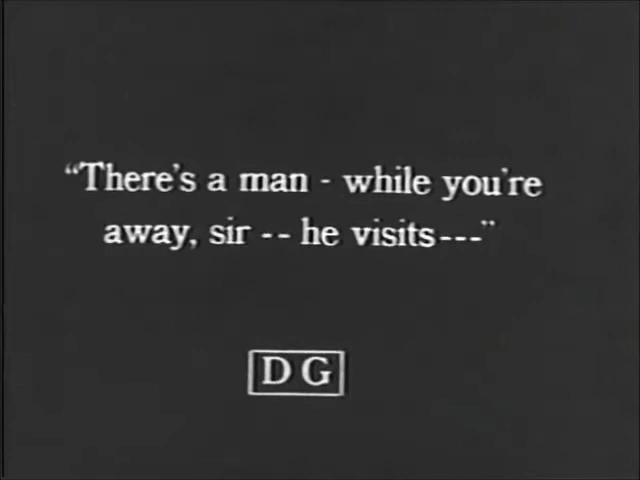 “There's a man - while you're
away, sir -- he visits---”
DG